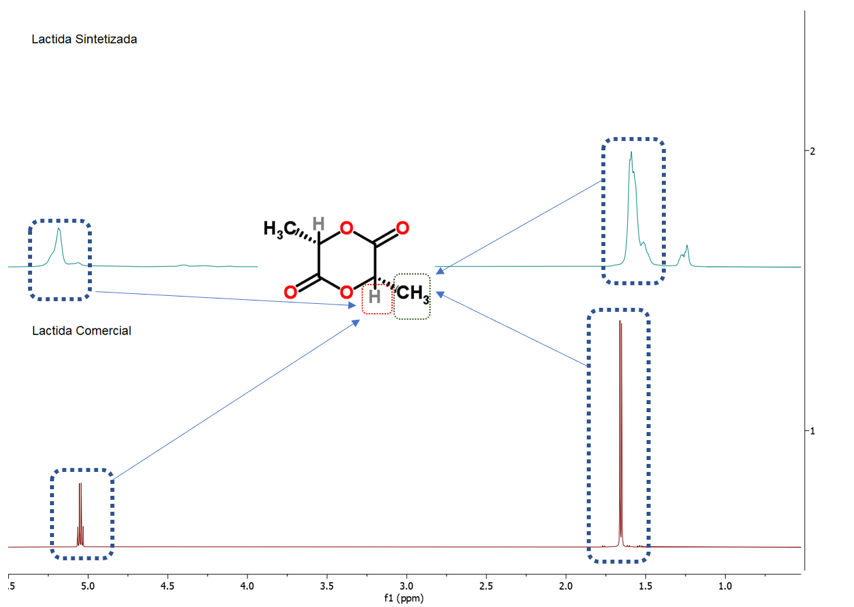 Lactida Sintetizada
2
H₃C H O O
O O H CH₃
Lactida Comercial
1
.5 5.0 4.5 4.0 3.5 3.0 2.5 2.0 1.5 1.0
f1 (ppm)